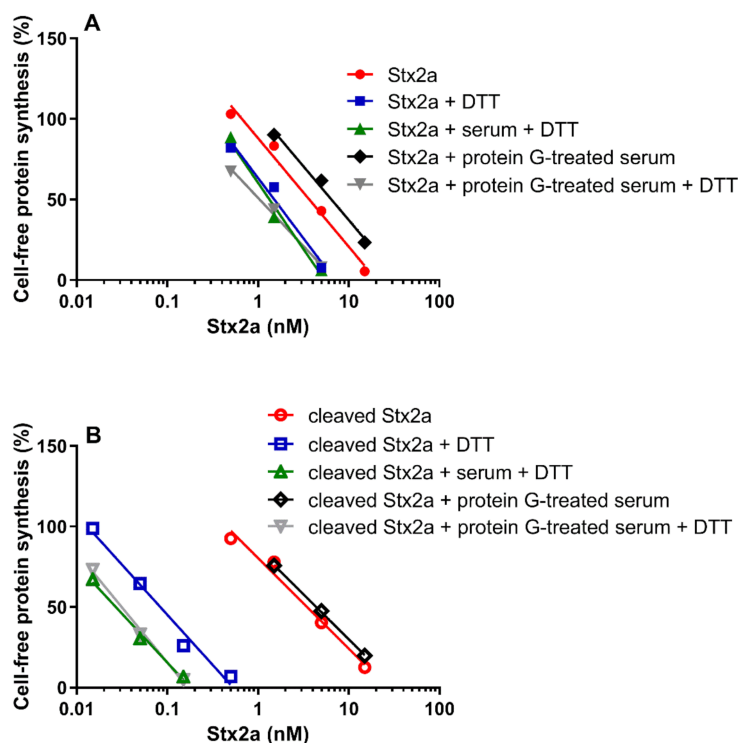 A
Cell-free protein synthesis (%)
150
100
50
0
Stx2a
Stx2a + DTT
Stx2a + serum + DTT
Stx2a + protein G-treated serum
Stx2a + protein G-treated serum + DTT
0.01 0.1 1 10 100
Stx2a (nM)
B
Cell-free protein synthesis (%)
150
100
50
0
cleaved Stx2a
cleaved Stx2a + DTT
cleaved Stx2a + serum + DTT
cleaved Stx2a + protein G-treated serum
cleaved Stx2a + protein G-treated serum + DTT
0.01 0.1 1 10 100
Stx2a (nM)